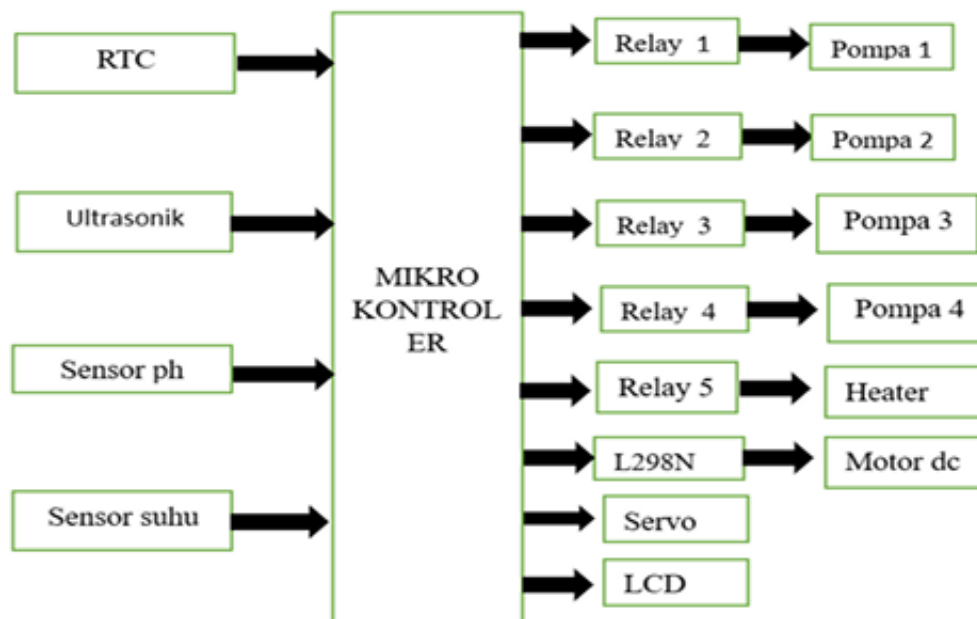 RTC
Ultrasonik
Sensor ph
Sensor suhu
MIKRO
KONTROL
ER
Relay 1
Pompa 1
Relay 2
Pompa 2
Relay 3
Pompa 3
Relay 4
Pompa 4
Relay 5
Heater
L298N
Motor dc
Servo
LCD